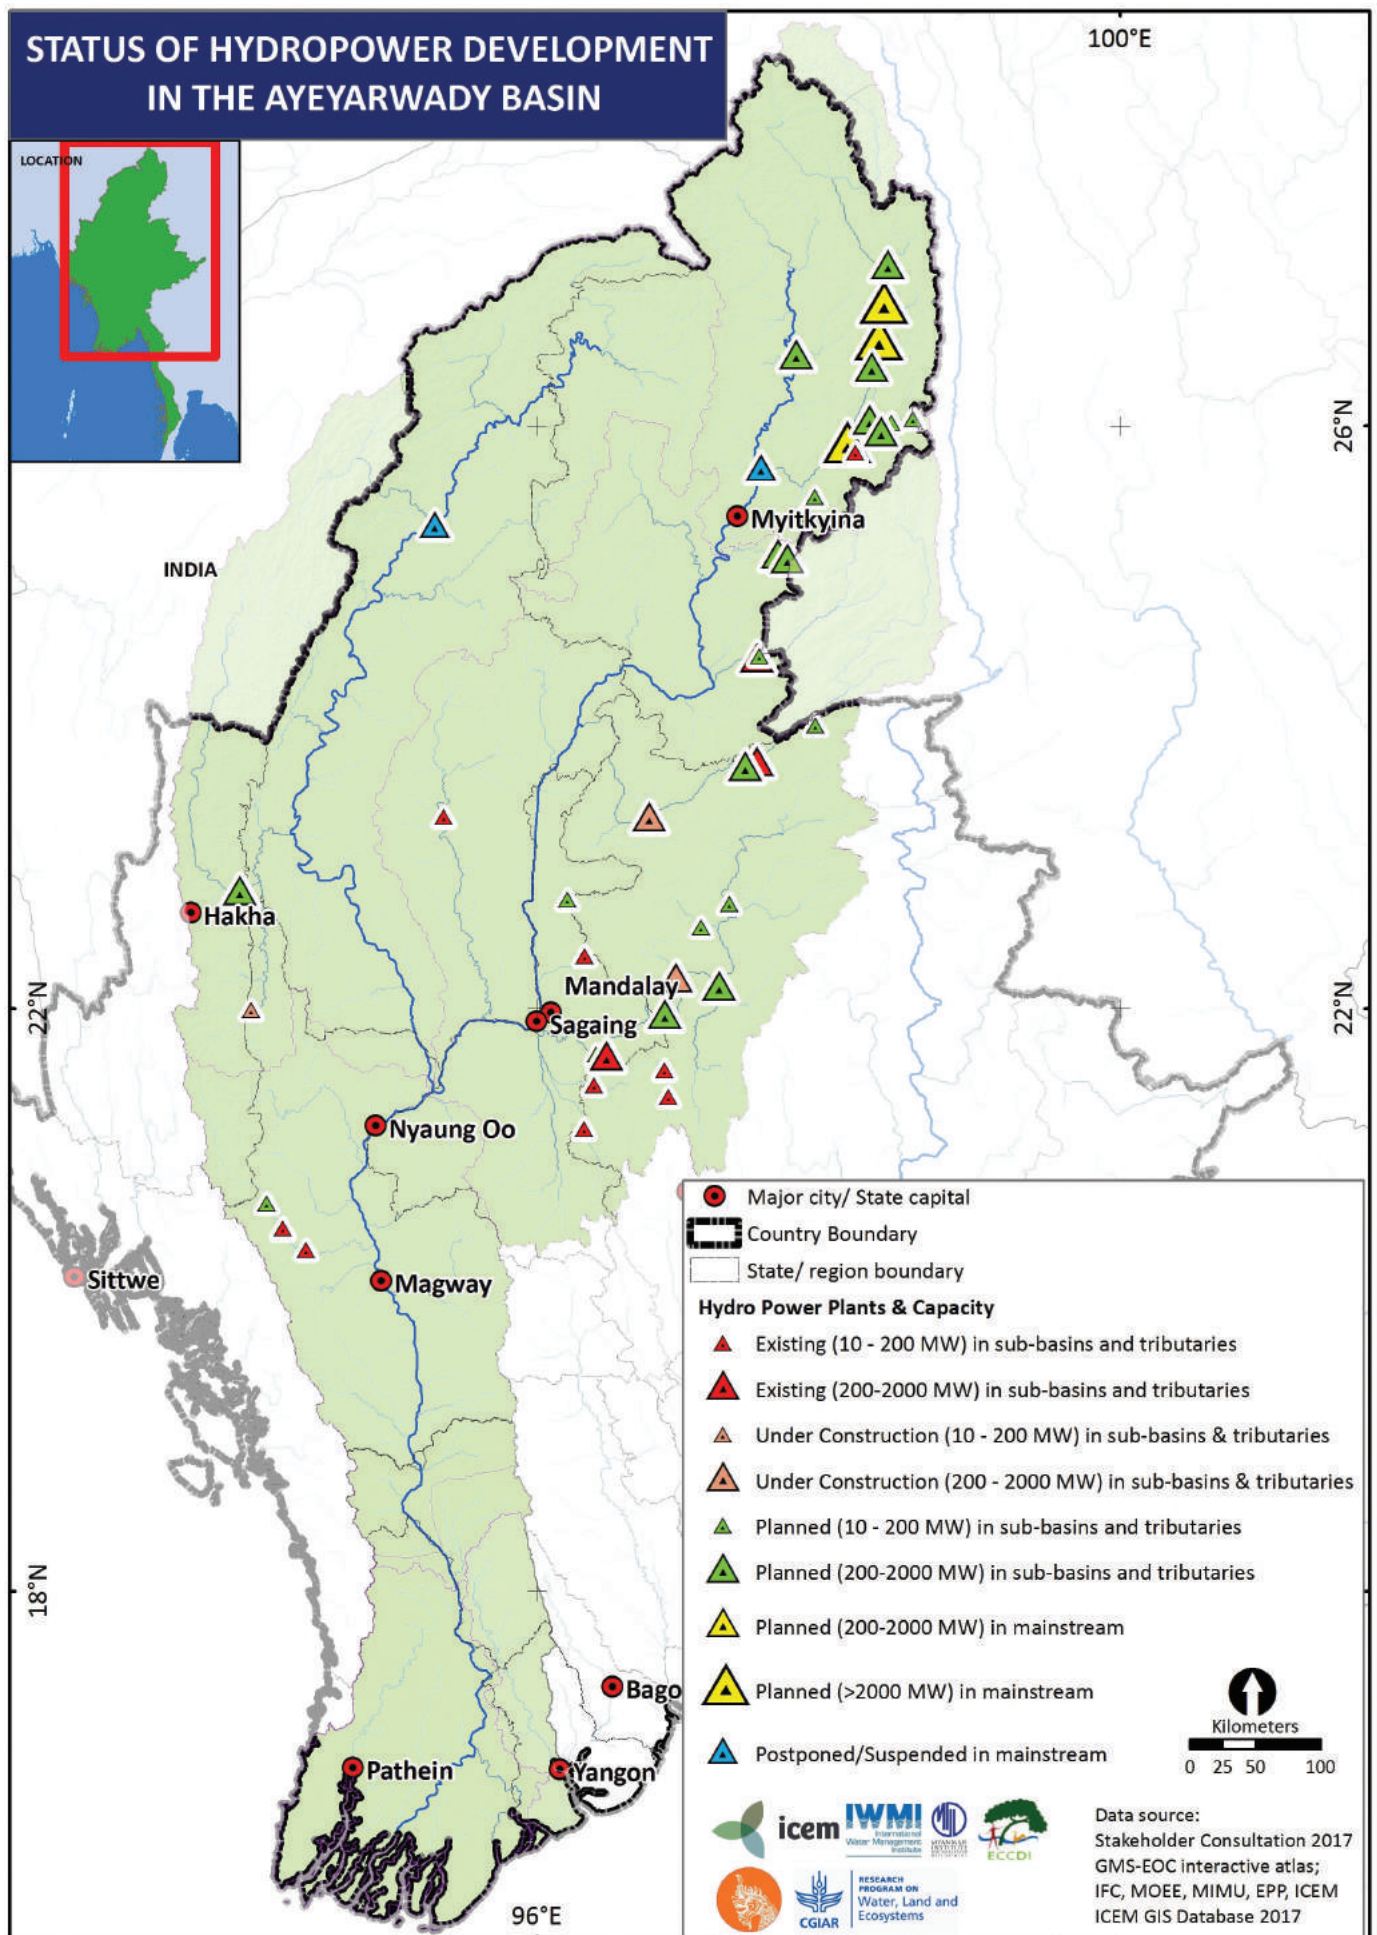 STATUS OF HYDROPOWER DEVELOPMENT
IN THE AYEYARWADY BASIN
100°E
LOCATION
26°N
Myitkyina
INDIA
Hakha
Mandalay
22°N
22°N
Sagaing
Nyaung Oo
Sittwe
Magway
18°N
Bago
Pathein
Yangon
96°E
Major city/ State capital
Country Boundary
State/ region boundary
Hydro Power Plants & Capacity
Existing (10 - 200 MW) in sub-basins and tributaries
Existing (200-2000 MW) in sub-basins and tributaries
Under Construction (10 - 200 MW) in sub-basins & tributaries
Under Construction (200 - 2000 MW) in sub-basins & tributaries
Planned (10 - 200 MW) in sub-basins and tributaries
Planned (200-2000 MW) in sub-basins and tributaries
Planned (200-2000 MW) in mainstream
Planned (>2000 MW) in mainstream
Postponed/Suspended in mainstream
Kilometers
0 25 50 100
icem
IWMI
International
Water Management
Institute
ECCDI
CGIAR
RESEARCH
PROGRAM ON
Water, Land and
Ecosystems
Data source:
Stakeholder Consultation 2017
GMS-EOC interactive atlas;
IFC, MOEE, MIMU, EPP, ICEM
ICEM GIS Database 2017